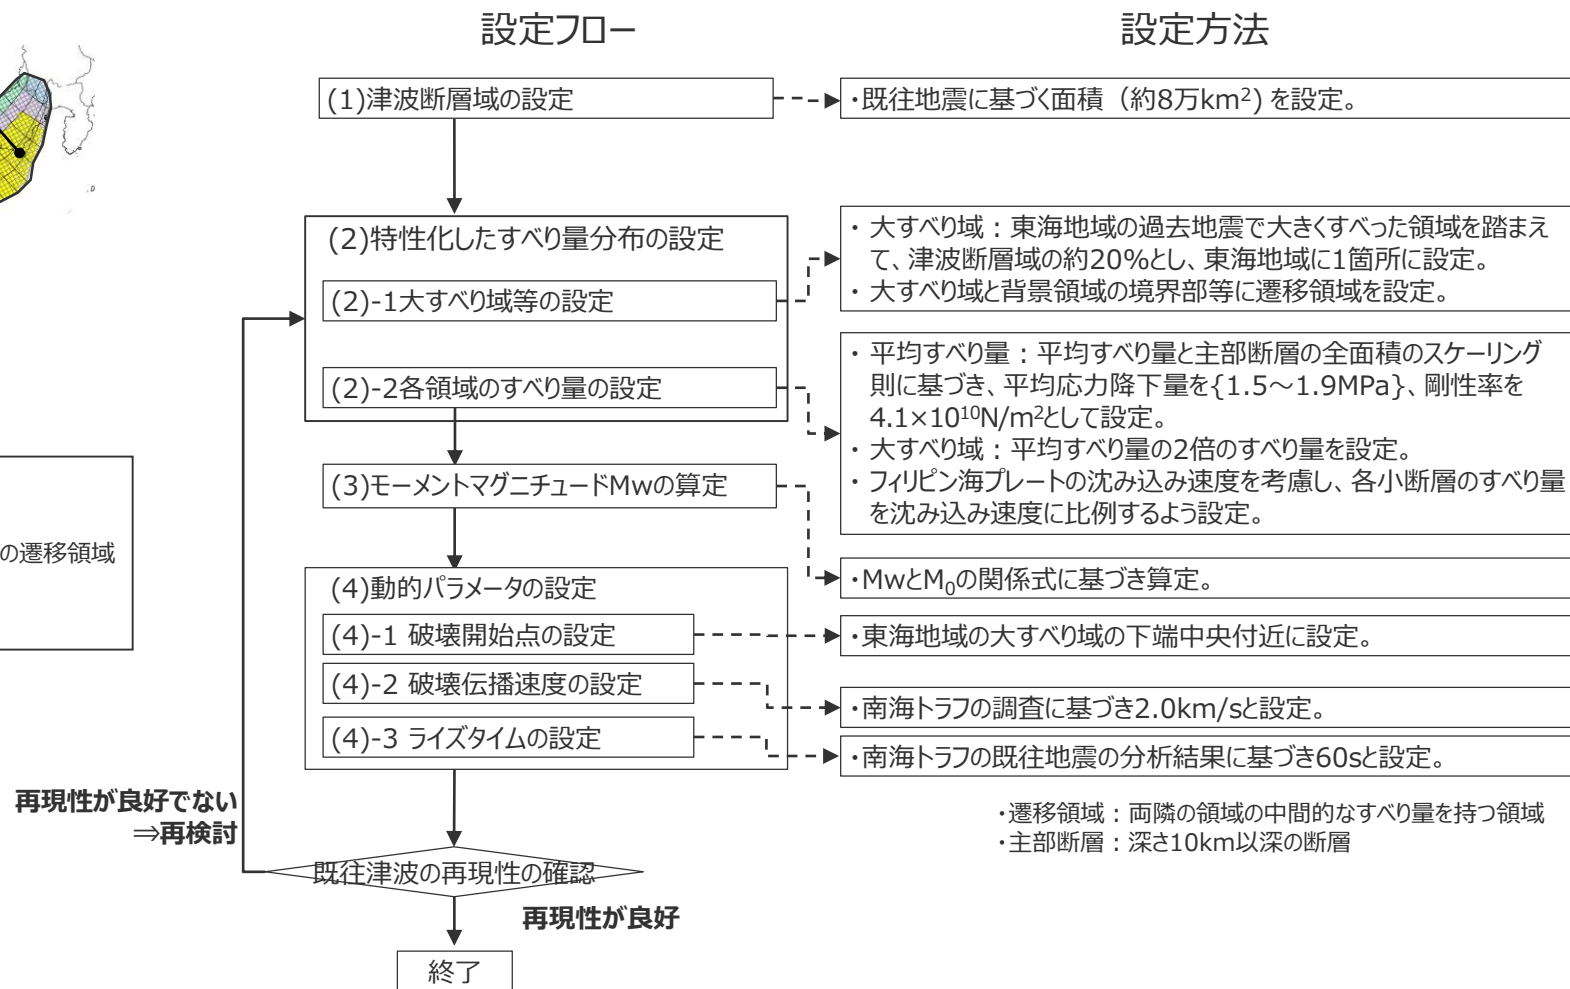 設定フロー
設定方法
(1)津波断層域の設定
・既往地震に基づく面積（約8万km²) を設定。
(2)特性化したすべり量分布の設定
(2)-1大すべり域等の設定
・ 大すべり域：東海地域の過去地震で大きくすべった領域を踏まえ
て、津波断層域の約20%とし、東海地域に1箇所に設定。
・ 大すべり域と背景領域の境界部等に遷移領域を設定。
(2)-2各領域のすべり量の設定
・ 平均すべり量：平均すべり量と主部断層の全面積のスケーリング
則に基づき、平均応力降下量を{1.5～1.9MPa}、剛性率を
4.1×10¹⁰N/m²として設定。
・ 大すべり域：平均すべり量の2倍のすべり量を設定。
・ フィリピン海プレートの沈み込み速度を考慮し、各小断層のすべり量
を沈み込み速度に比例するよう設定。
(3)モーメントマグニチュードMwの算定
・MwとM₀の関係式に基づき算定。
の遷移領域
(4)動的パラメータの設定
(4)-1 破壊開始点の設定
・東海地域の大すべり域の下端中央付近に設定。
(4)-2 破壊伝播速度の設定
・南海トラフの調査に基づき2.0km/sと設定。
(4)-3 ライズタイムの設定
・南海トラフの既往地震の分析結果に基づき60sと設定。
再現性が良好でない
⇒再検討
・遷移領域：両隣の領域の中間的なすべり量を持つ領域
・主部断層：深さ10km以深の断層
既往津波の再現性の確認
再現性が良好
終了